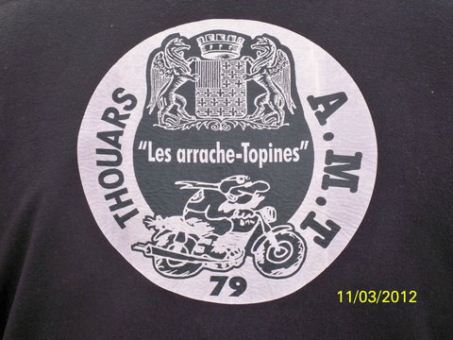 THOUARS
"Les arrache-Topines"
A.M.T
79
11/03/2012